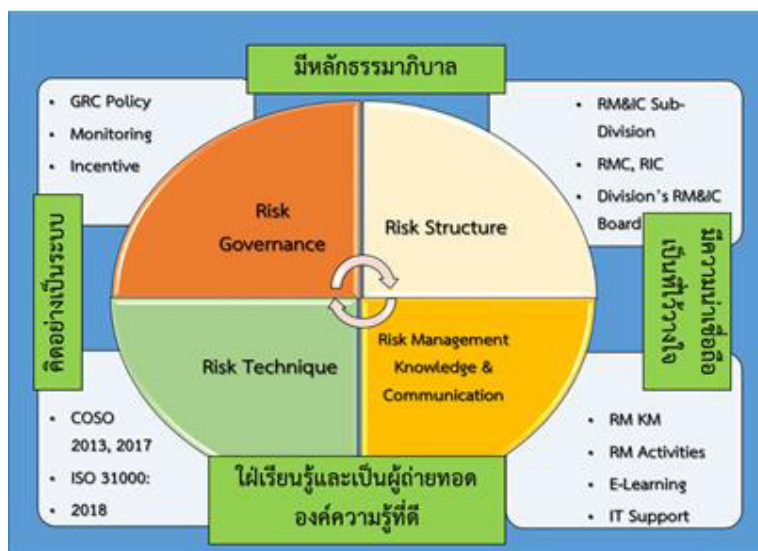 มีหลักธรรมาภิบาล
• GRC Policy
• Monitoring
• Incentive
• RM&IC Sub-
Division
• RMC, RIC
• Division's RM&IC
Board
Risk
Governance
Risk Structure
คิดอย่างเป็นระบบ
มีความน่าเชื่อถือ
เป็นที่ไว้วางใจ
Risk Technique
Risk Management
Knowledge &
Communication
• COSO
2013, 2017
• ISO 31000:
• 2018
• RM KM
• RM Activities
• E-Learning
• IT Support
ใฝ่เรียนรู้และเป็นผู้ถ่ายทอด
องค์ความรู้ที่ดี